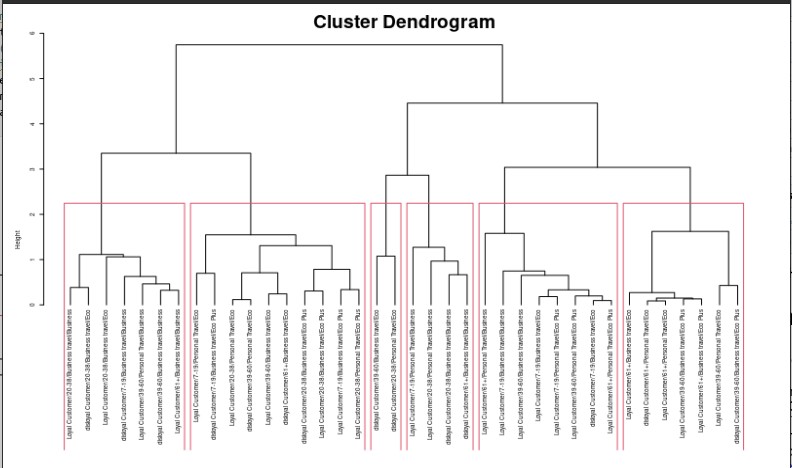 Cluster Dendrogram
Height
6
5
4
3
2
1
0
Loyal Customer/20-38/Business travel/Business
disloyal Customer/20-38/Business travel/Eco
Loyal Customer/20-38/Business travel/Eco
disloyal Customer/7-19/Business travel/Business
Loyal Customer/39-60/Personal Travel/Business
disloyal Customer/39-60/Business travel/Business
Loyal Customer/61+/Business travel/Business
Loyal Customer/7-19/Personal Travel/Eco
disloyal Customer/7-19/Business travel/Eco Plus
Loyal Customer/20-38/Personal Travel/Eco
disloyal Customer/39-60/Personal Travel/Eco
Loyal Customer/39-60/Business travel/Eco
disloyal Customer/61+/Business travel/Eco
disloyal Customer/20-38/Business travel/Eco Plus
Loyal Customer/20-38/Business travel/Eco Plus
Loyal Customer/7-19/Business travel/Eco Plus
Loyal Customer/20-38/Personal Travel/Eco Plus
disloyal Customer/39-60/Business travel/Eco
disloyal Customer/20-38/Personal Travel/Eco
Loyal Customer/7-19/Personal Travel/Business
Loyal Customer/20-38/Personal Travel/Business
disloyal Customer/20-38/Business travel/Business
Loyal Customer/61+/Personal Travel/Business
Loyal Customer/7-19/Business travel/Business
Loyal Customer/39-60/Business travel/Business
Loyal Customer/7-19/Business travel/Eco
Loyal Customer/7-19/Personal Travel/Eco Plus
Loyal Customer/39-60/Personal Travel/Eco Plus
disloyal Customer/7-19/Business travel/Eco
Loyal Customer/61+/Personal Travel/Eco Plus
Loyal Customer/61+/Business travel/Eco
disloyal Customer/61+/Personal Travel/Eco
Loyal Customer/61+/Personal Travel/Eco
Loyal Customer/39-60/Business travel/Eco Plus
disloyal Customer/61+/Business travel/Eco Plus
Loyal Customer/39-60/Personal Travel/Eco
disloyal Customer/39-60/Business travel/Eco Plus